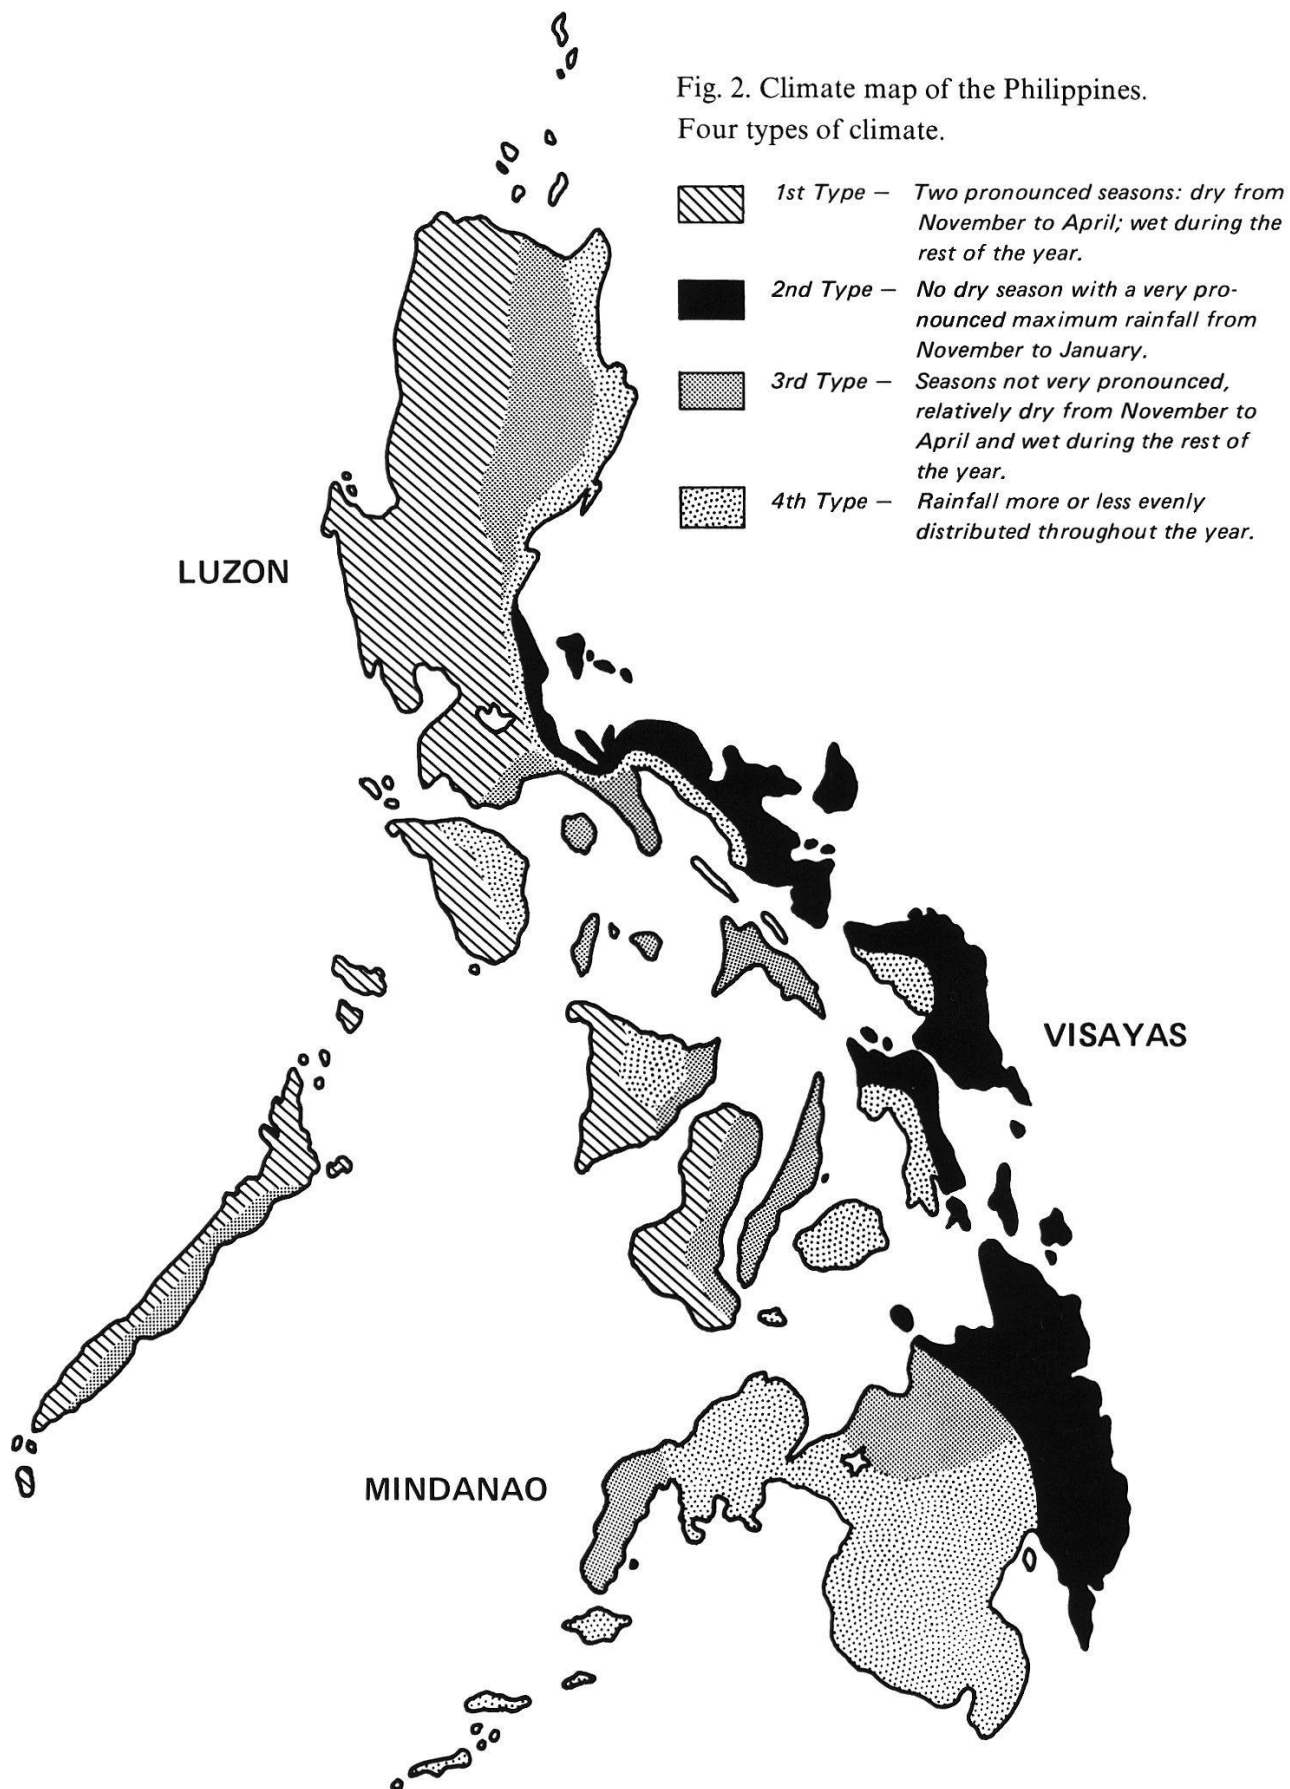 Fig. 2. Climate map of the Philippines.
Four types of climate.
1st Type – Two pronounced seasons: dry from
November to April; wet during the
rest of the year.
2nd Type – No dry season with a very pro-
nounced maximum rainfall from
November to January.
3rd Type – Seasons not very pronounced,
relatively dry from November to
April and wet during the rest of
the year.
4th Type – Rainfall more or less evenly
distributed throughout the year.
LUZON
VISAYAS
MINDANAO